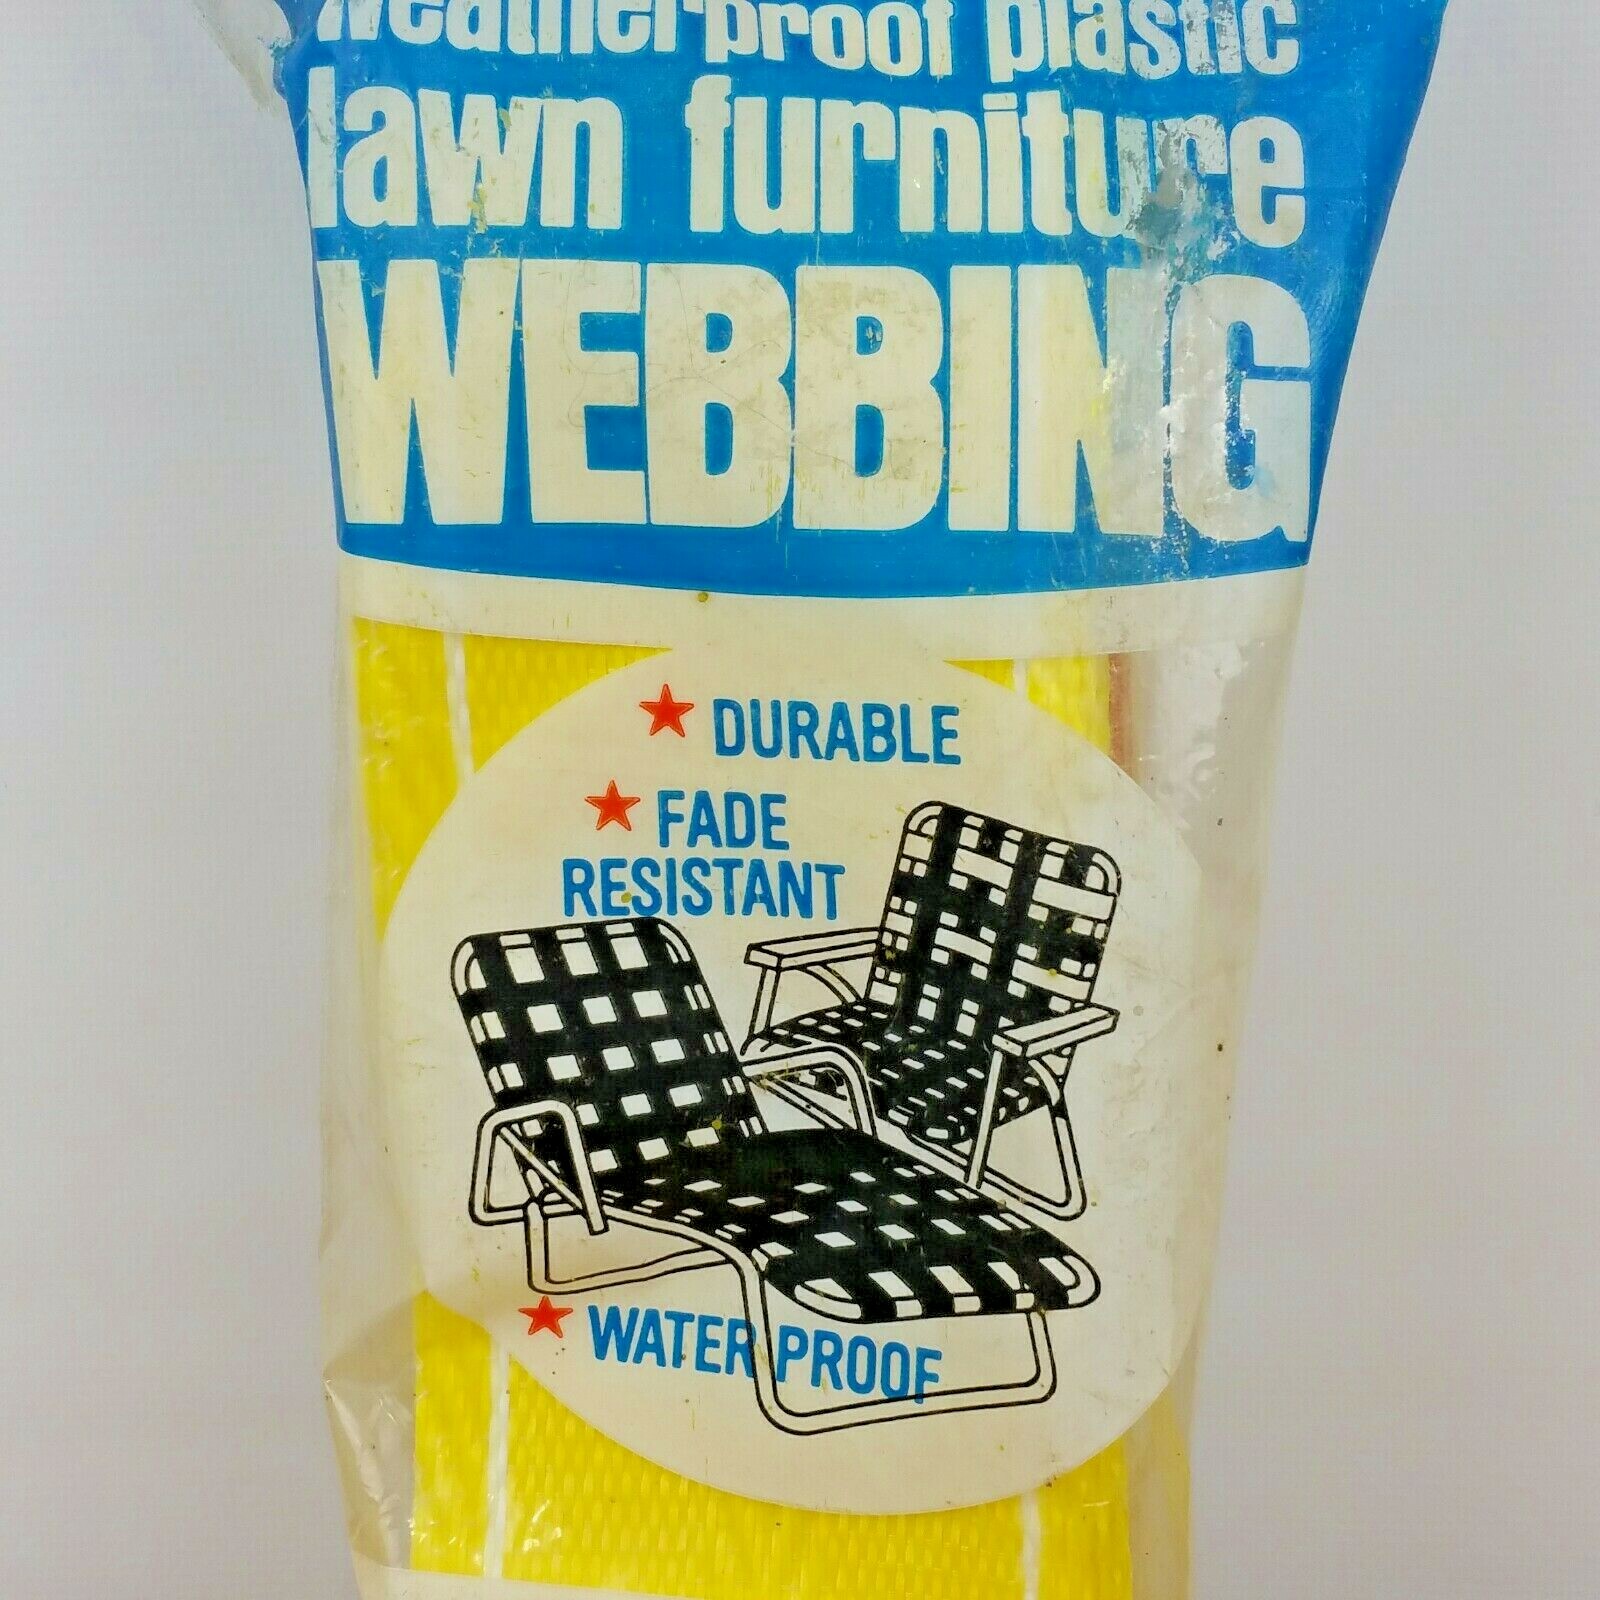 weatherproof plastic
lawn furniture
WEBBING
DURABLE
FADE
RESISTANT
WATER PROOF